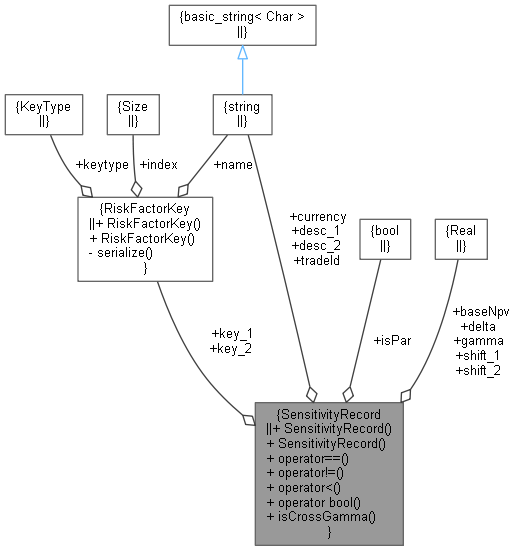 {basic_string< Char >
||}
{KeyType
||}
{Size
||}
{string
||}
+keytype
+index
+name
{RiskFactorKey
||+ RiskFactorKey()
+ RiskFactorKey()
- serialize()
}
+currency
+desc_1
+desc_2
+tradeId
{bool
||}
{Real
||}
+key_1
+key_2
+isPar
+baseNpv
+delta
+gamma
+shift_1
+shift_2
{SensitivityRecord
||+ SensitivityRecord()
+ SensitivityRecord()
+ operator==()
+ operator!=()
+ operator<()
+ operator bool()
+ isCrossGamma()
}